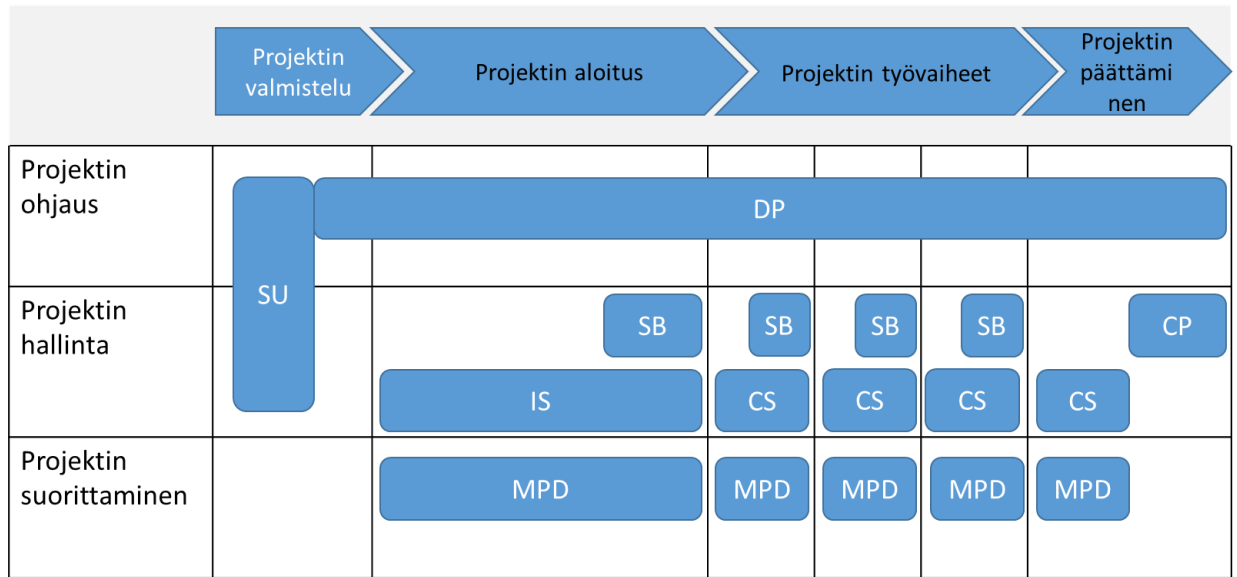 Projektin
valmistelu
Projektin aloitus
Projektin työvaiheet
Projektin
päättämi
nen
Projektin
ohjaus
DP
SU
Projektin
hallinta
SB
SB
SB
SB
CP
IS
CS
CS
CS
CS
Projektin
suorittaminen
MPD
MPD
MPD
MPD
MPD